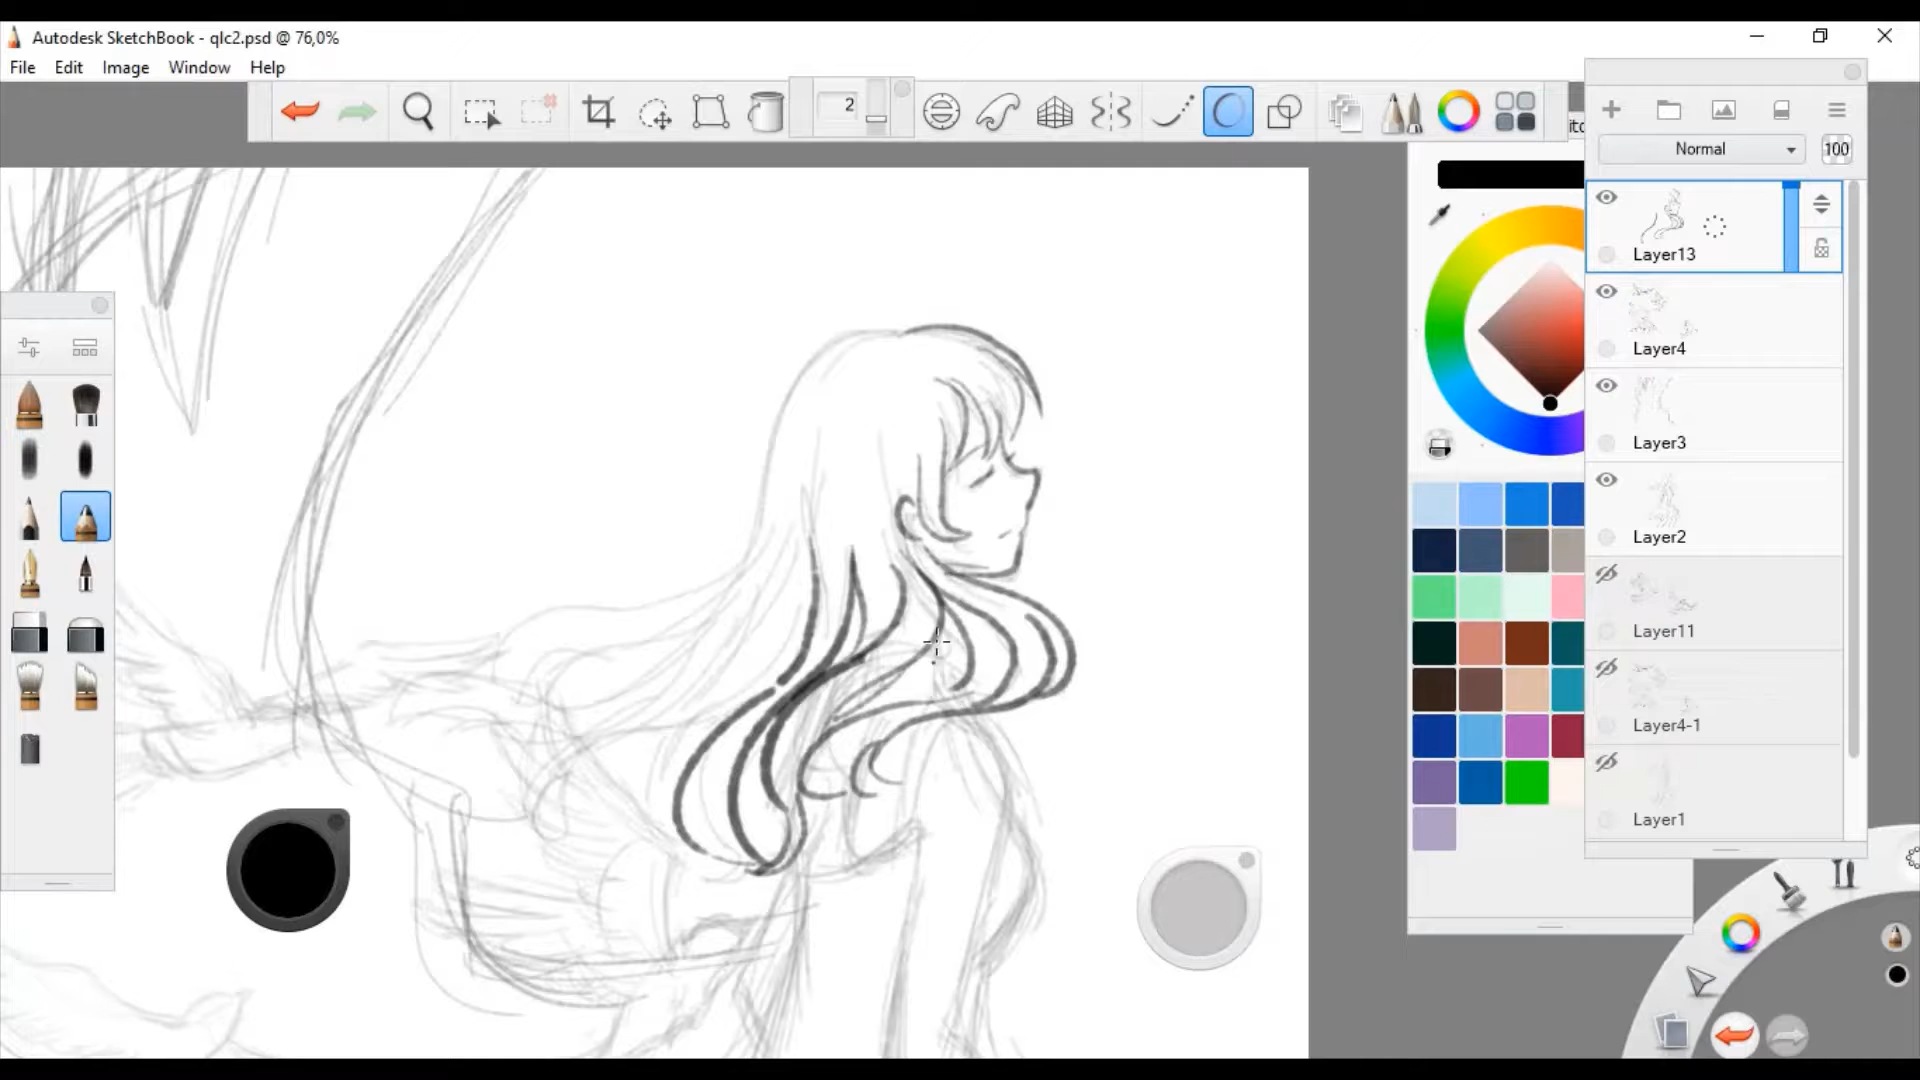 Autodesk SketchBook - qlc2.psd @ 76,0%
File Edit Image Window Help
2
Normal 100
Layer13
Layer4
Layer3
Layer2
Layer11
Layer4-1
Layer1